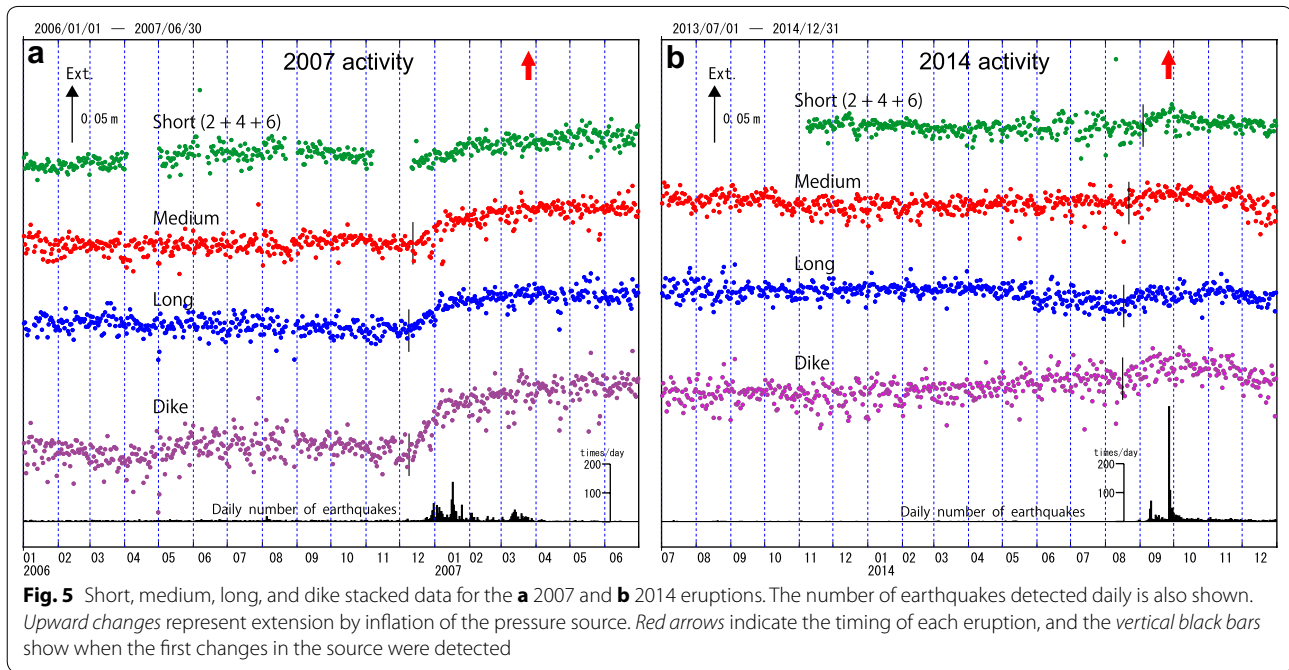 2006/01/01 — 2007/06/30
a
2007 activity
Ext.
0.05 m
Short (2 + 4 + 6)
Medium
Long
Dike
times/day
200
100
Daily number of earthquakes
01 02 03 04 05 06 07 08 09 10 11 12 01 02 03 04 05 06
2006 2007
2013/07/01 — 2014/12/31
b
2014 activity
Ext.
0.05 m
Short (2 + 4 + 6)
Medium
Long
Dike
times/day
200
100
Daily number of earthquakes
07 08 09 10 11 12 01 02 03 04 05 06 07 08 09 10 11 12
2014
Fig. 5 Short, medium, long, and dike stacked data for the a 2007 and b 2014 eruptions. The number of earthquakes detected daily is also shown.
Upward changes represent extension by inflation of the pressure source. Red arrows indicate the timing of each eruption, and the vertical black bars
show when the first changes in the source were detected